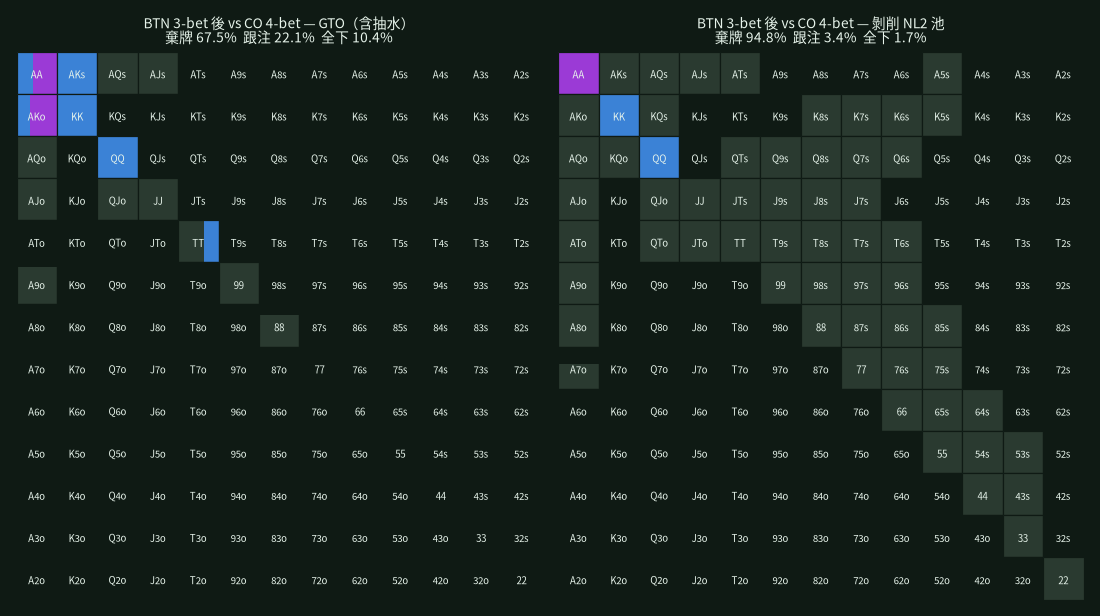 BTN 3-bet 後 vs CO 4-bet — GTO（含抽水）
棄牌 67.5%  跟注 22.1%  全下 10.4%
AA AKs AQs AJs ATs A9s A8s A7s A6s A5s A4s A3s A2s
AKo KK KQs KJs KTs K9s K8s K7s K6s K5s K4s K3s K2s
AQo KQo QQ QJs QTs Q9s Q8s Q7s Q6s Q5s Q4s Q3s Q2s
AJo KJo QJo JJ JTs J9s J8s J7s J6s J5s J4s J3s J2s
ATo KTo QTo JTo TT T9s T8s T7s T6s T5s T4s T3s T2s
A9o K9o Q9o J9o T9o 99 98s 97s 96s 95s 94s 93s 92s
A8o K8o Q8o J8o T8o 98o 88 87s 86s 85s 84s 83s 82s
A7o K7o Q7o J7o T7o 97o 87o 77 76s 75s 74s 73s 72s
A6o K6o Q6o J6o T6o 96o 86o 76o 66 65s 64s 63s 62s
A5o K5o Q5o J5o T5o 95o 85o 75o 65o 55 54s 53s 52s
A4o K4o Q4o J4o T4o 94o 84o 74o 64o 54o 44 43s 42s
A3o K3o Q3o J3o T3o 93o 83o 73o 63o 53o 43o 33 32s
A2o K2o Q2o J2o T2o 92o 82o 72o 62o 52o 42o 32o 22
BTN 3-bet 後 vs CO 4-bet — 剝削 NL2 池
棄牌 94.8%  跟注 3.4%  全下 1.7%
AA AKs AQs AJs ATs A9s A8s A7s A6s A5s A4s A3s A2s
AKo KK KQs KJs KTs K9s K8s K7s K6s K5s K4s K3s K2s
AQo KQo QQ QJs QTs Q9s Q8s Q7s Q6s Q5s Q4s Q3s Q2s
AJo KJo QJo JJ JTs J9s J8s J7s J6s J5s J4s J3s J2s
ATo KTo QTo JTo TT T9s T8s T7s T6s T5s T4s T3s T2s
A9o K9o Q9o J9o T9o 99 98s 97s 96s 95s 94s 93s 92s
A8o K8o Q8o J8o T8o 98o 88 87s 86s 85s 84s 83s 82s
A7o K7o Q7o J7o T7o 97o 87o 77 76s 75s 74s 73s 72s
A6o K6o Q6o J6o T6o 96o 86o 76o 66 65s 64s 63s 62s
A5o K5o Q5o J5o T5o 95o 85o 75o 65o 55 54s 53s 52s
A4o K4o Q4o J4o T4o 94o 84o 74o 64o 54o 44 43s 42s
A3o K3o Q3o J3o T3o 93o 83o 73o 63o 53o 43o 33 32s
A2o K2o Q2o J2o T2o 92o 82o 72o 62o 52o 42o 32o 22